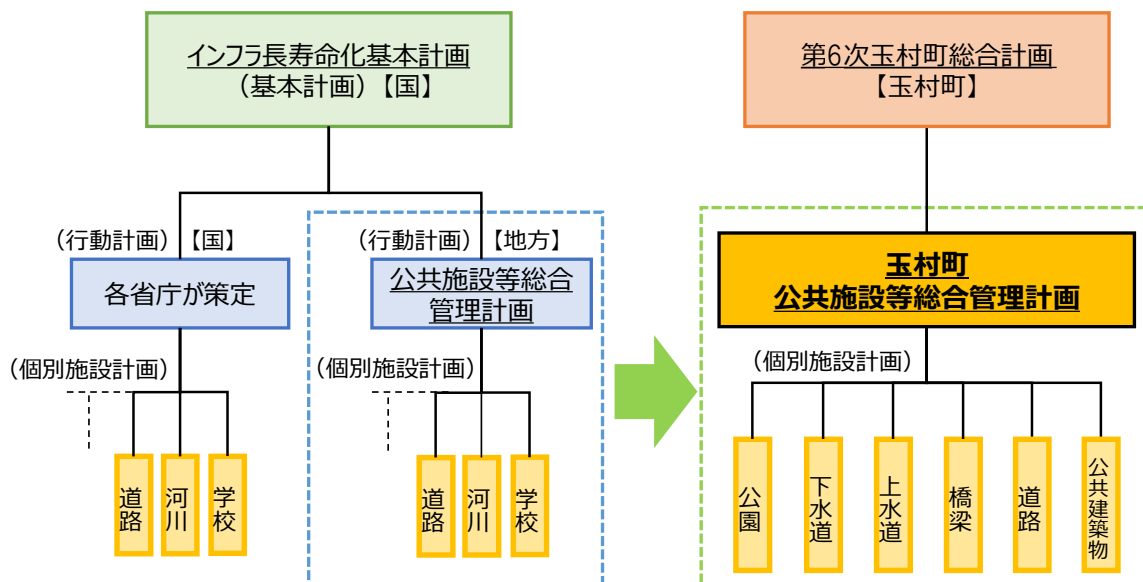 インフラ長寿命化基本計画
（基本計画）【国】
（行動計画）【国】
各省庁が策定
（個別施設計画）
道路
河川
学校
（行動計画）【地方】
公共施設等総合
管理計画
（個別施設計画）
道路
河川
学校
第6次玉村町総合計画
【玉村町】
玉村町
公共施設等総合管理計画
（個別施設計画）
公園
下水道
上水道
橋梁
道路
公共建築物